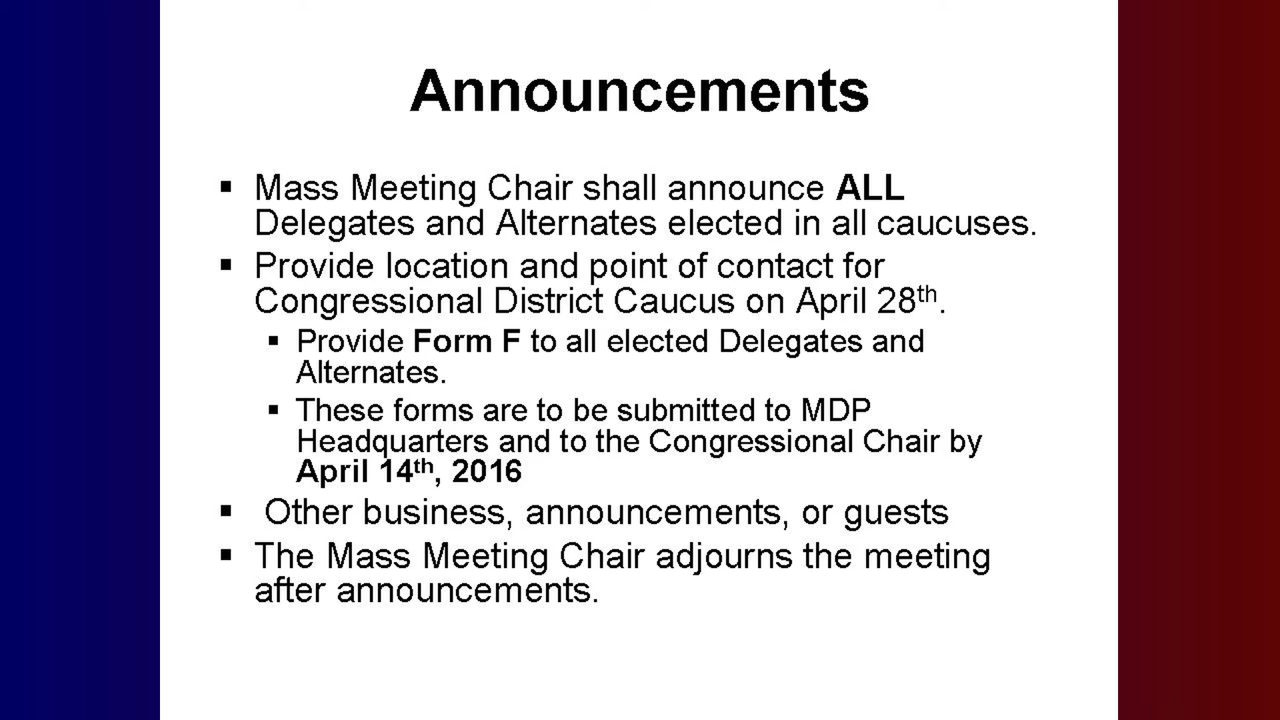 Announcements
▪ Mass Meeting Chair shall announce ALL
Delegates and Alternates elected in all caucuses.
▪ Provide location and point of contact for
Congressional District Caucus on April 28th.
▪ Provide Form F to all elected Delegates and
Alternates.
▪ These forms are to be submitted to MDP
Headquarters and to the Congressional Chair by
April 14th, 2016
▪ Other business, announcements, or guests
▪ The Mass Meeting Chair adjourns the meeting
after announcements.